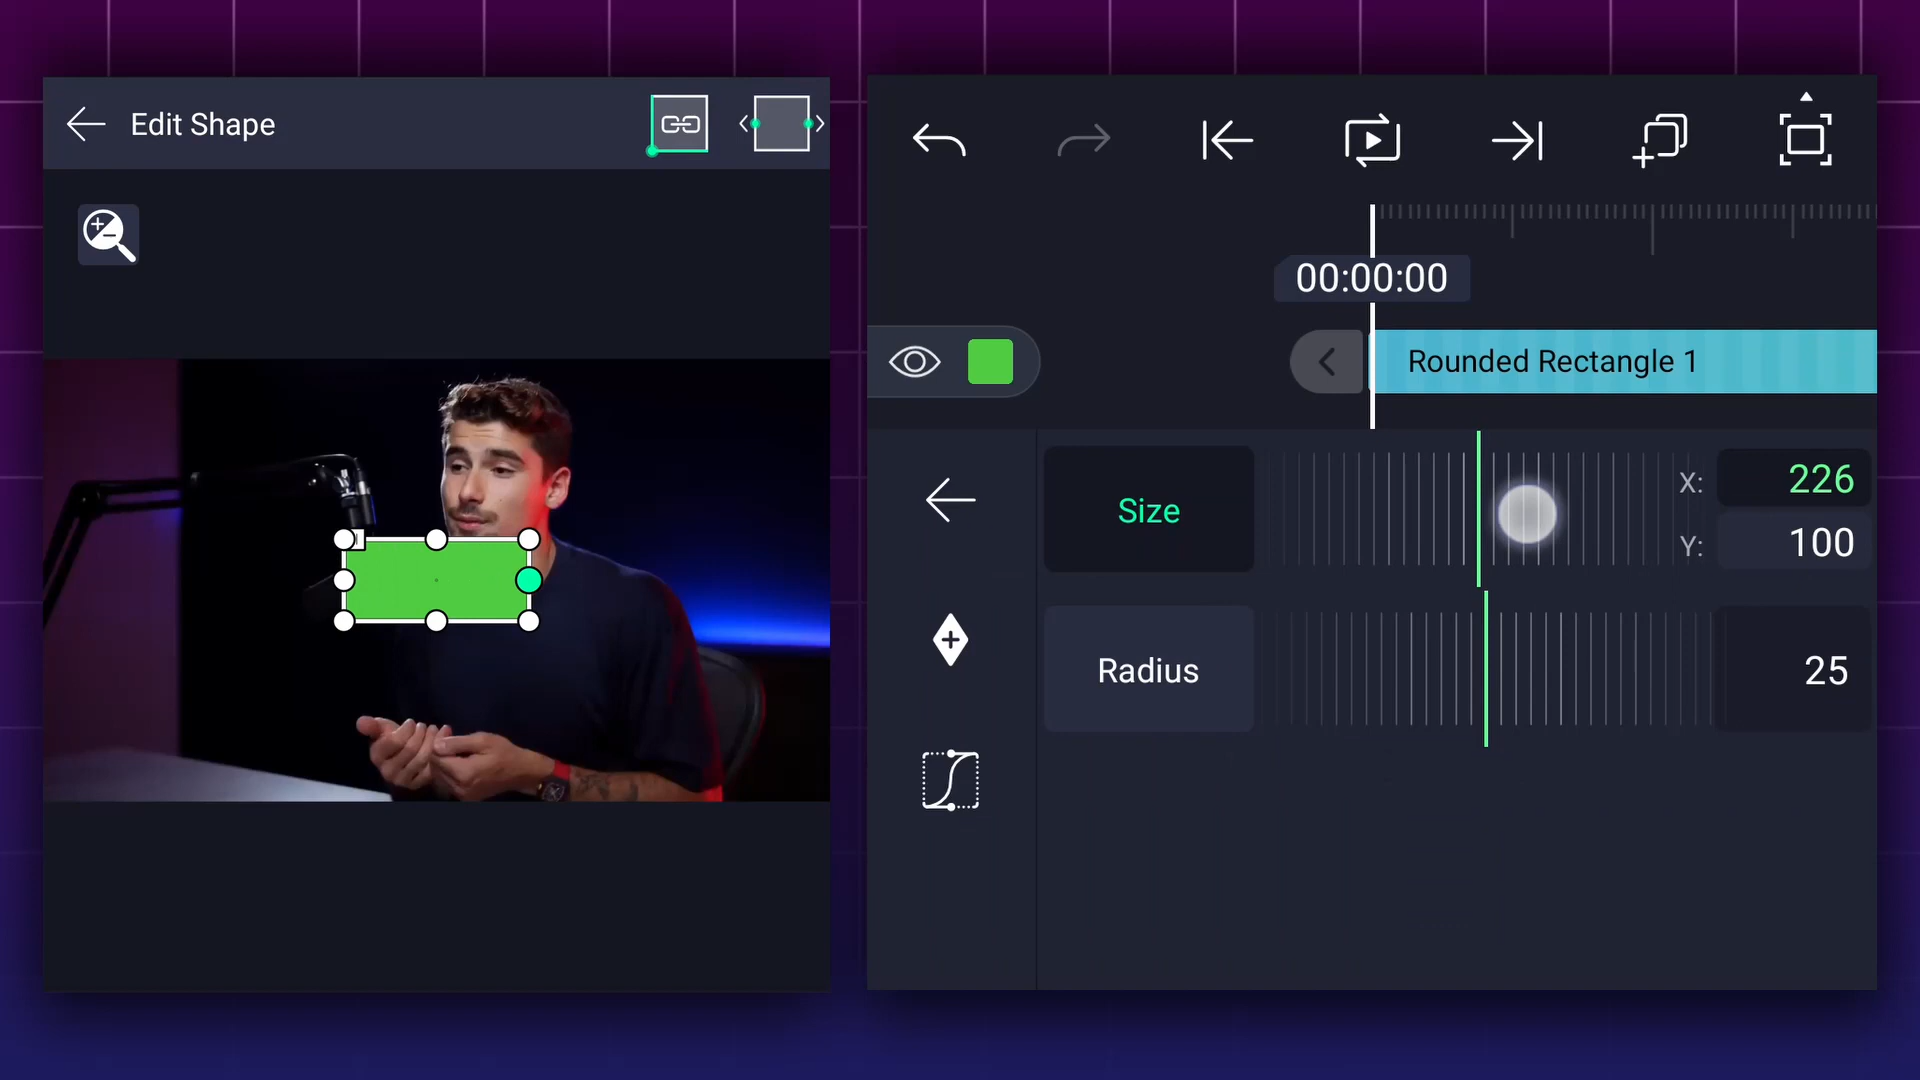 Edit Shape
00:00:00
Rounded Rectangle 1
Size
X: 226
Y: 100
Radius
25